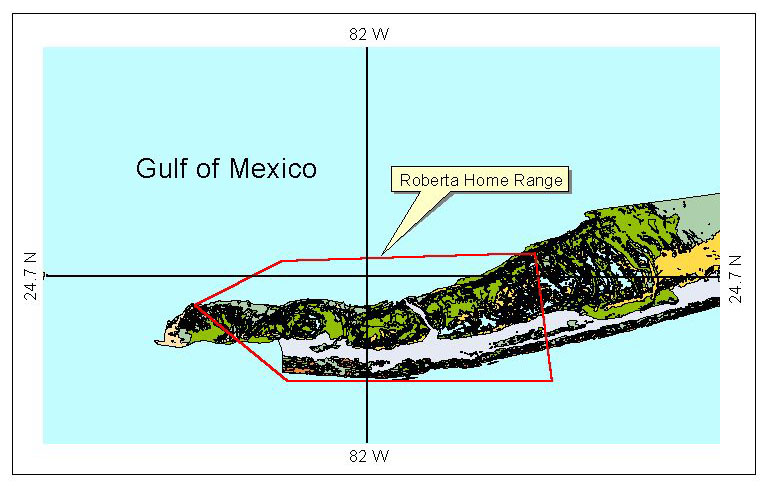 82 W
Gulf of Mexico
Roberta Home Range
24.7 N
24.7 N
82 W